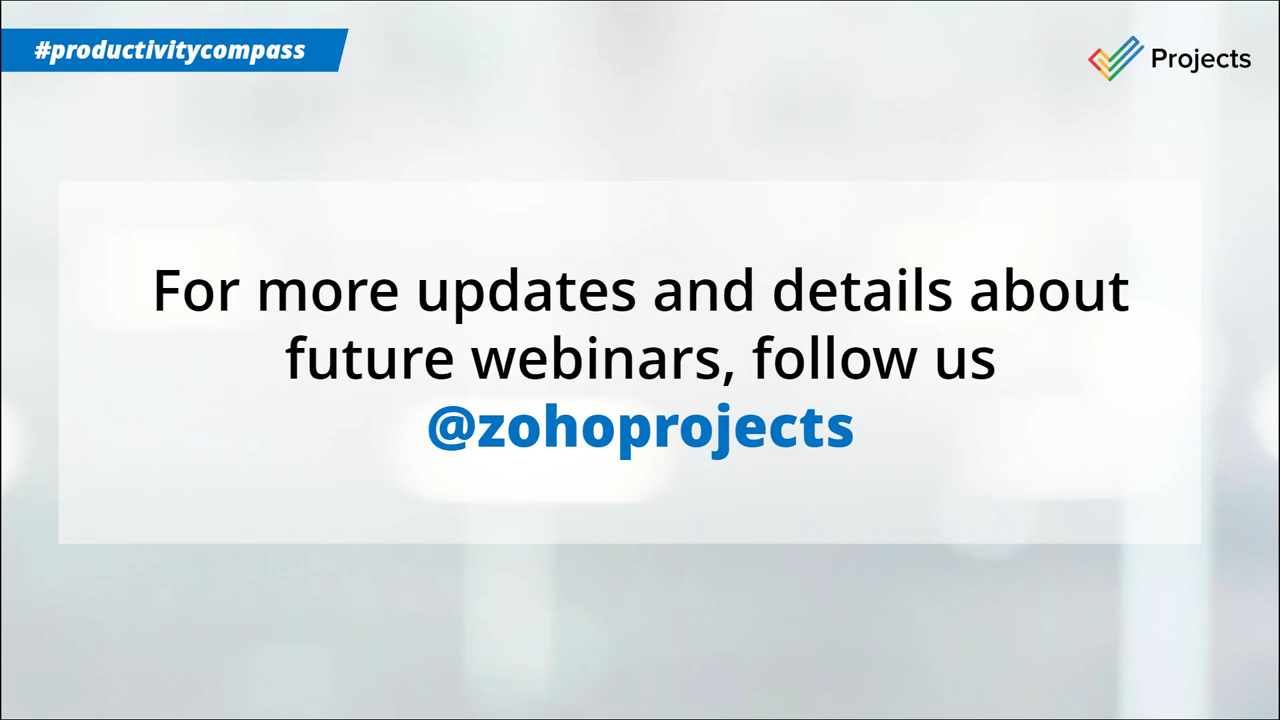 #productivitycompass
Projects
For more updates and details about
future webinars, follow us
@zohoprojects